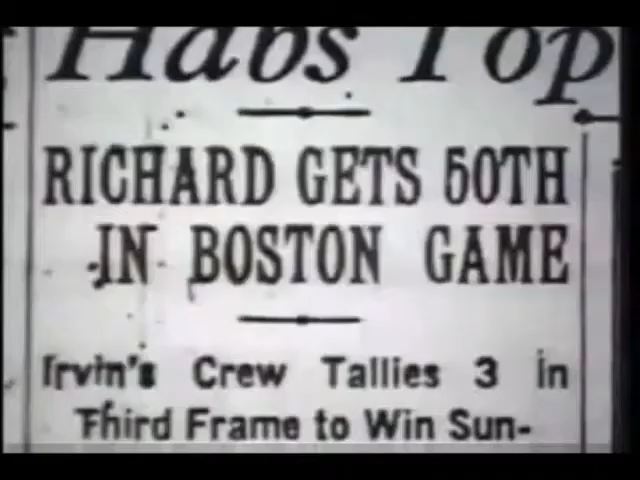 Habs Top
RICHARD GETS 50TH
IN BOSTON GAME
Irvin's Crew Tallies 3 in
Third Frame to Win Sun-